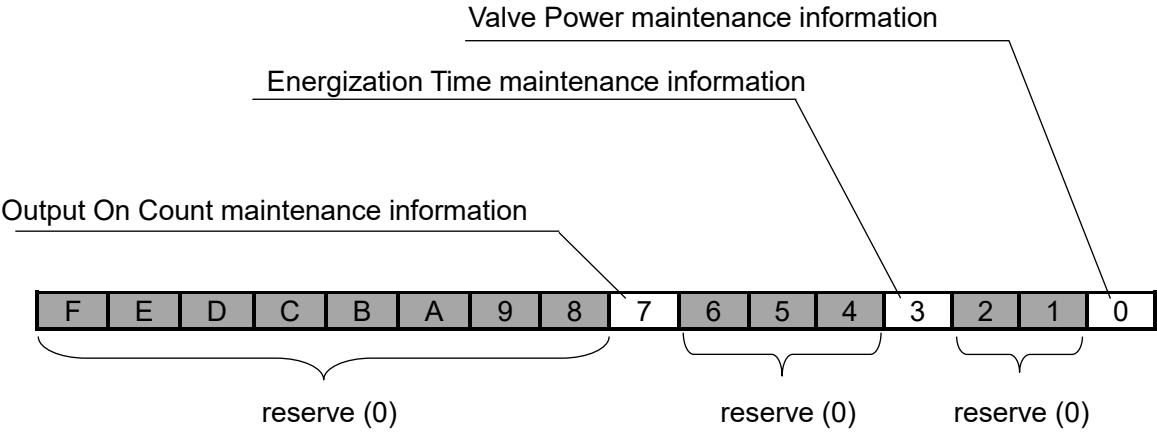 Valve Power maintenance information
Energization Time maintenance information
Output On Count maintenance information
F E D C B A 9 8 7 6 5 4 3 2 1 0
reserve (0) reserve (0) reserve (0)